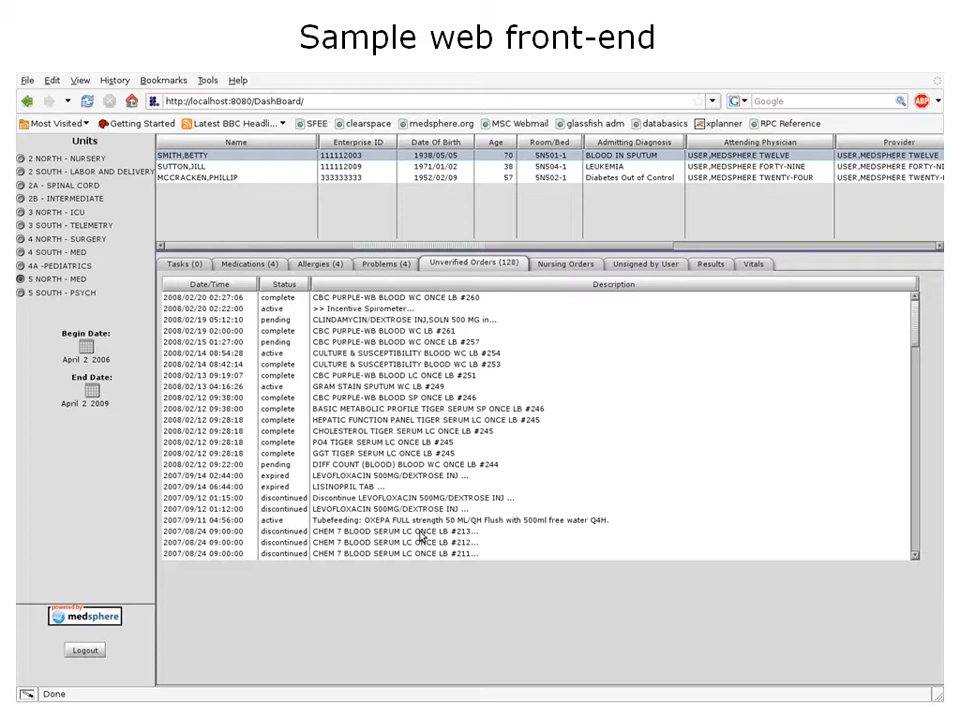 Sample web front-end
File Edit View History Bookmarks Tools Help
http://localhost:8080/DashBoard/ Google ABP
Most Visited Getting Started Latest BBC Headli... SFEE clearspace medsphere.org MSC Webmail glassfish adm databasics xplanner RPC Reference
Units
2 NORTH - NURSERY
2 SOUTH - LABOR AND DELIVERY
2A - SPINAL CORD
2B - INTERMEDIATE
3 NORTH - ICU
3 SOUTH - TELEMETRY
4 NORTH - SURGERY
4 SOUTH - MED
4A -PEDIATRICS
5 NORTH - MED
5 SOUTH - PSYCH
Begin Date:
April 2 2006
End Date:
April 2 2009
powered by
medsphere
Logout
Name Enterprise ID Date Of Birth Age Room/Bed Admitting Diagnosis Attending Physician Provider
SMITH,BETTY 111112003 1938/05/05 70 5N501-1 BLOOD IN SPUTUM USER,MEDSPHERE TWELVE USER,MEDSPHERE TWELVE
SUTTON,JILL 111112009 1971/01/02 38 5N504-1 LEUKEMIA USER,MEDSPHERE FORTY-NINE USER,MEDSPHERE FORTY-NINE
MCCRACKEN,PHILLIP 333333333 1952/02/09 57 5N502-1 Diabetes Out of Control USER,MEDSPHERE TWENTY-FOUR USER,MEDSPHERE TWENTY-
Tasks (0) Medications (4) Allergies (4) Problems (4) Unverified Orders (128) Nursing Orders Unsigned by User Results Vitals
Date/Time Status Description
2008/02/20 02:27:06 complete CBC PURPLE-WB BLOOD WC ONCE LB #260
2008/02/20 02:22:00 active >> Incentive Spirometer...
2008/02/19 05:12:10 pending CLINDAMYCIN/DEXTROSE INJ,SOLN 500 MG in...
2008/02/19 02:00:00 complete CBC PURPLE-WB BLOOD WC LB #261
2008/02/15 01:27:00 pending CBC PURPLE-WB BLOOD WC LB #257
2008/02/14 08:54:28 active CULTURE & SUSCEPTIBILITY BLOOD WC LB #254
2008/02/14 08:42:14 complete CULTURE & SUSCEPTIBILITY BLOOD WC LB #253
2008/02/13 09:19:07 complete CBC PURPLE-WB BLOOD LC ONCE LB #251
2008/02/13 04:16:26 active GRAM STAIN SPUTUM WC LB #249
2008/02/12 09:38:00 complete CBC PURPLE-WB BLOOD SP ONCE LB #246
2008/02/12 09:38:00 complete BASIC METABOLIC PROFILE TIGER SERUM SP ONCE LB #246
2008/02/12 09:28:18 complete HEPATIC FUNCTION PANEL TIGER SERUM LC ONCE LB #245
2008/02/12 09:28:18 complete CHOLESTEROL TIGER SERUM LC ONCE LB #245
2008/02/12 09:28:18 complete PO4 TIGER SERUM LC ONCE LB #245
2008/02/12 09:28:18 complete GGT TIGER SERUM LC ONCE LB #245
2008/02/12 09:22:00 pending DIFF COUNT (BLOOD) BLOOD WC ONCE LB #244
2007/09/14 02:44:00 expired LEVOFLOXACIN 500MG/DEXTROSE INJ ...
2007/09/14 06:44:00 expired LISINOPRIL TAB ...
2007/09/12 01:15:00 discontinued Discontinue LEVOFLOXACIN 500MG/DEXTROSE INJ ...
2007/09/12 01:12:00 discontinued LEVOFLOXACIN 500MG/DEXTROSE INJ ...
2007/09/11 04:56:00 active Tubefeeding: OXEPA FULL strength 50 ML/QH Flush with 500ml free water Q4H.
2007/08/24 09:00:00 discontinued CHEM 7 BLOOD SERUM LC ONCE LB #213...
2007/08/24 09:00:00 discontinued CHEM 7 BLOOD SERUM LC ONCE LB #212...
2007/08/24 09:00:00 discontinued CHEM 7 BLOOD SERUM LC ONCE LB #211...
Done